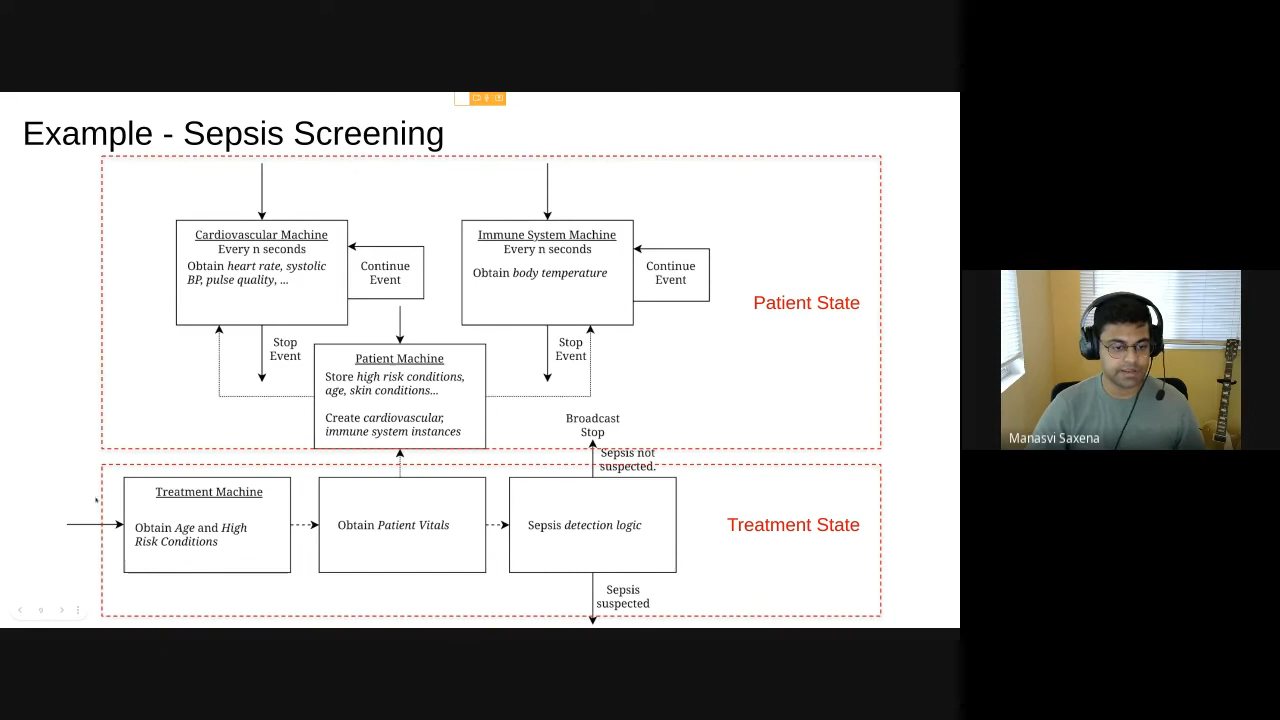 Example - Sepsis Screening
Cardiovascular Machine
Every n seconds
Obtain heart rate, systolic
BP, pulse quality, ...
Continue
Event
Immune System Machine
Every n seconds
Obtain body temperature
Continue
Event
Patient State
Stop
Event
Stop
Event
Patient Machine
Store high risk conditions,
age, skin conditions...
Create cardiovascular,
immune system instances
Broadcast
Stop
Sepsis not
suspected.
Treatment Machine
Obtain Age and High
Risk Conditions
Obtain Patient Vitals
Sepsis detection logic
Treatment State
Sepsis
suspected
9
Manasvi Saxena